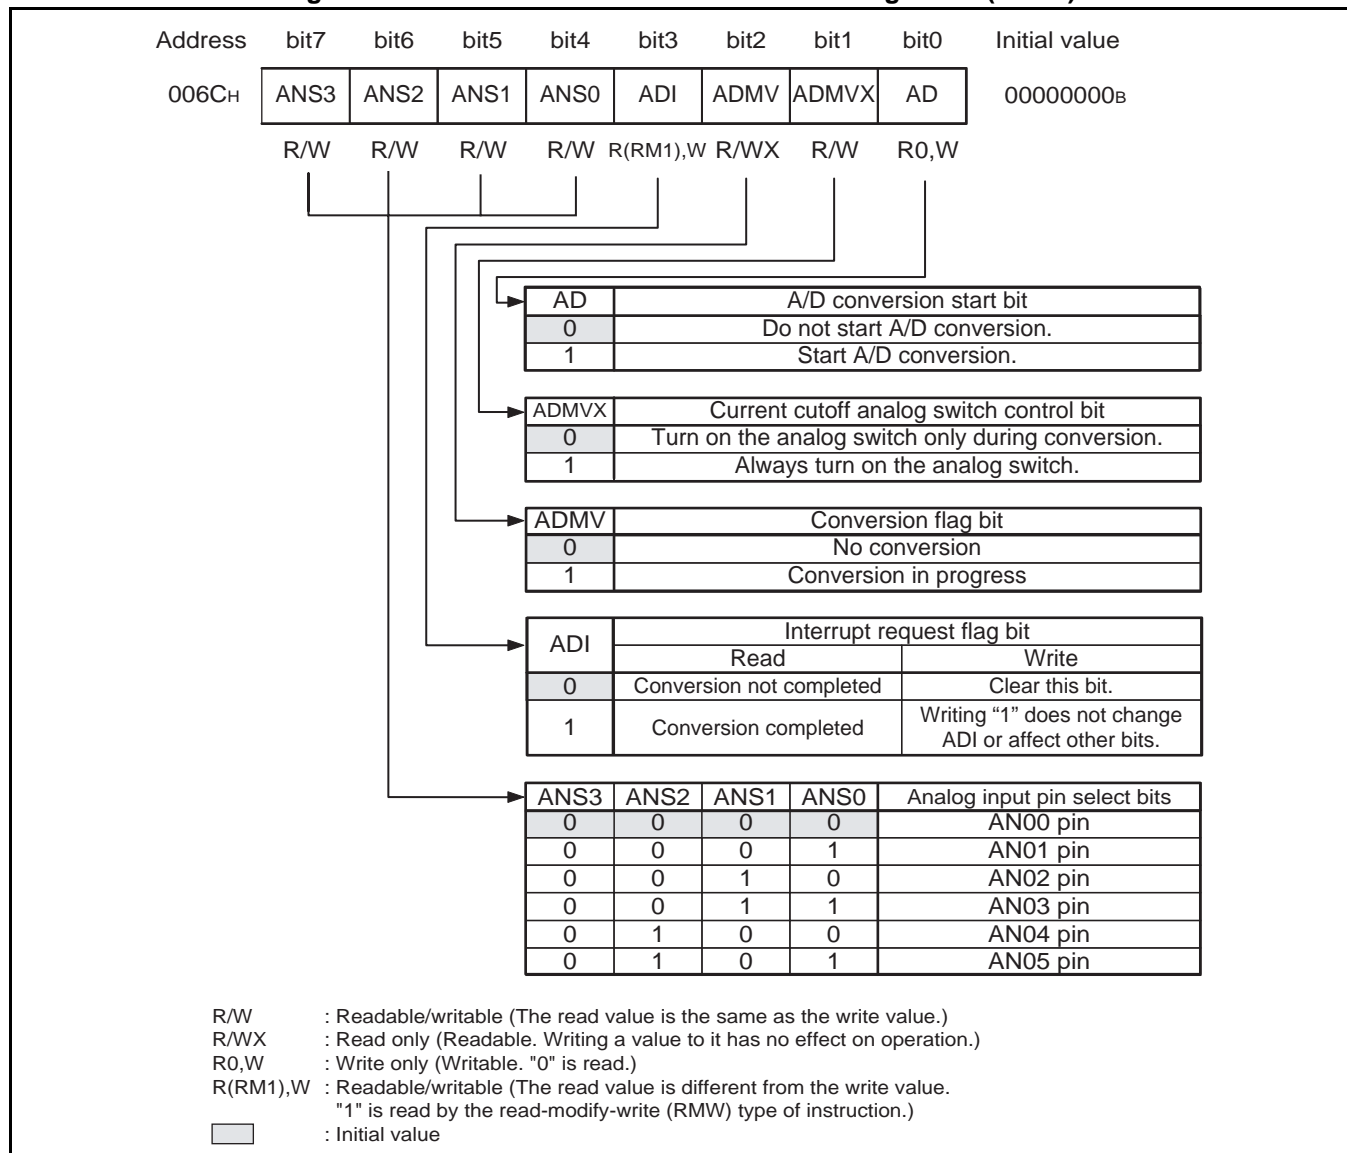 Address bit7 bit6 bit5 bit4 bit3 bit2 bit1 bit0 Initial value
006CH ANS3 ANS2 ANS1 ANS0 ADI ADMV ADMVX AD 00000000B
R/W R/W R/W R/W R(RM1),W R/WX R/W R0,W
AD A/D conversion start bit
0 Do not start A/D conversion.
1 Start A/D conversion.
ADMVX Current cutoff analog switch control bit
0 Turn on the analog switch only during conversion.
1 Always turn on the analog switch.
ADMV Conversion flag bit
0 No conversion
1 Conversion in progress
ADI Interrupt request flag bit
Read Write
0 Conversion not completed Clear this bit.
1 Conversion completed Writing “1” does not change
ADI or affect other bits.
ANS3 ANS2 ANS1 ANS0 Analog input pin select bits
0 0 0 0 AN00 pin
0 0 0 1 AN01 pin
0 0 1 0 AN02 pin
0 0 1 1 AN03 pin
0 1 0 0 AN04 pin
0 1 0 1 AN05 pin
R/W : Readable/writable (The read value is the same as the write value.)
R/WX : Read only (Readable. Writing a value to it has no effect on operation.)
R0,W : Write only (Writable. "0" is read.)
R(RM1),W : Readable/writable (The read value is different from the write value.
"1" is read by the read-modify-write (RMW) type of instruction.)
: Initial value